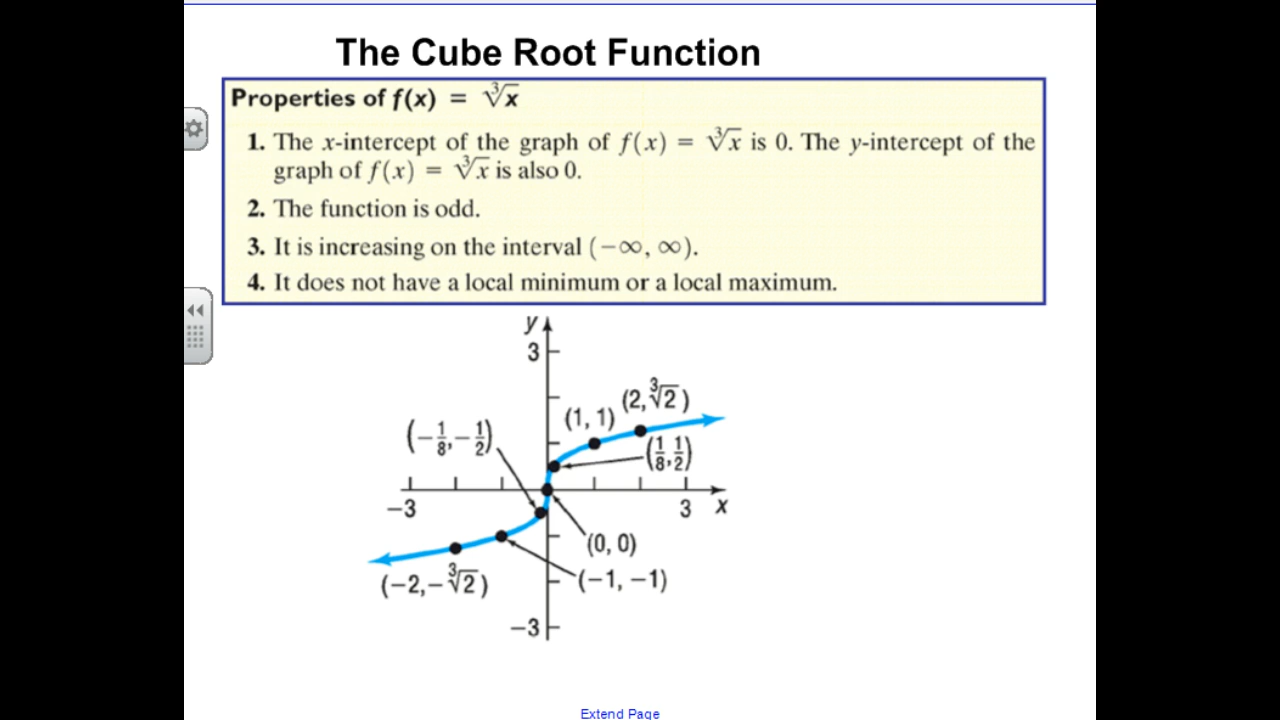 The Cube Root Function
Properties of f(x) = ∛x
1. The x-intercept of the graph of f(x) = ∛x is 0. The y-intercept of the
graph of f(x) = ∛x is also 0.
2. The function is odd.
3. It is increasing on the interval (−∞, ∞).
4. It does not have a local minimum or a local maximum.
y
3
(2, ∛2)
(1, 1)
(−1/8, −1/2)
(1/8, 1/2)
−3
3 x
(0, 0)
(−2, −∛2)
(−1, −1)
−3
Extend Page